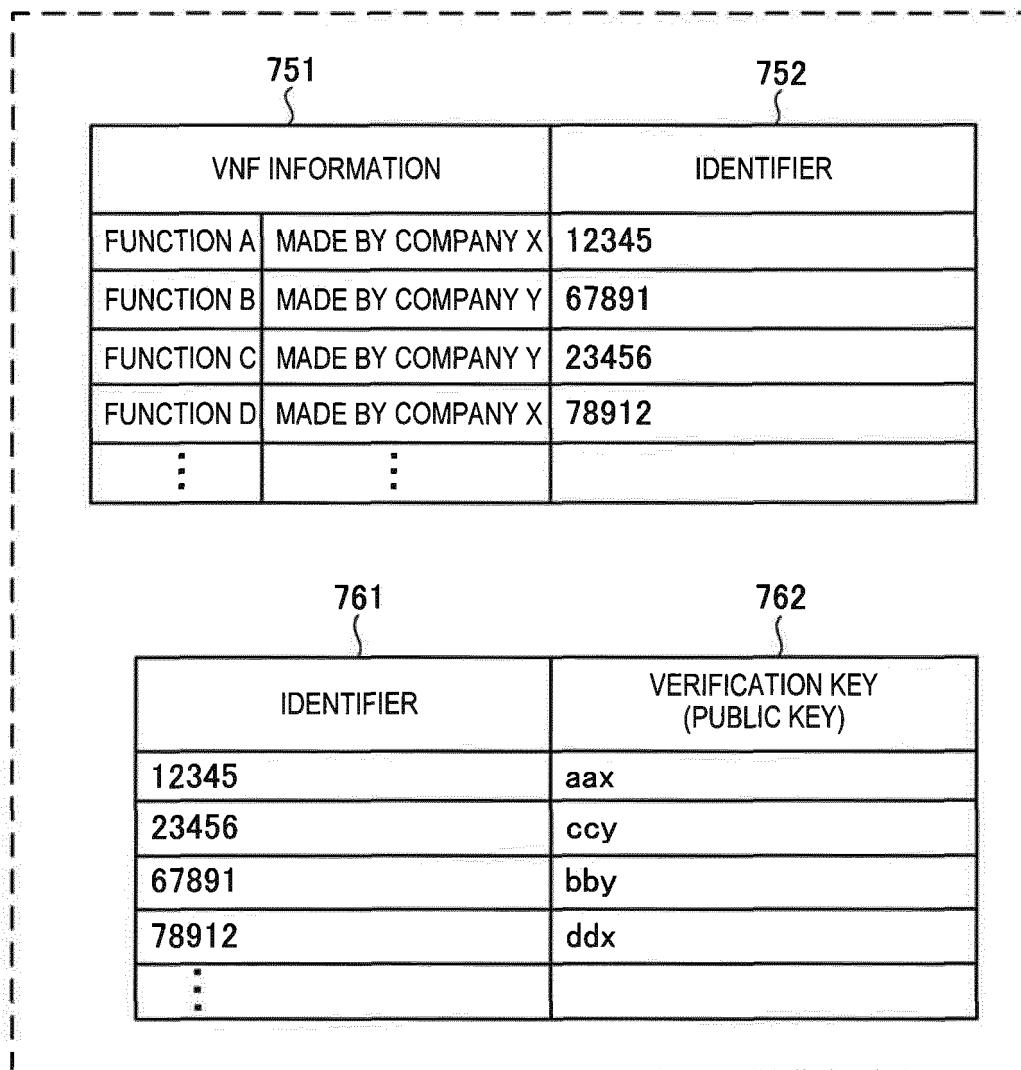 751
752
VNF INFORMATION
IDENTIFIER
FUNCTION A MADE BY COMPANY X 12345
FUNCTION B MADE BY COMPANY Y 67891
FUNCTION C MADE BY COMPANY Y 23456
FUNCTION D MADE BY COMPANY X 78912
761
762
IDENTIFIER
VERIFICATION KEY
(PUBLIC KEY)
12345 aax
23456 ccy
67891 bby
78912 ddx